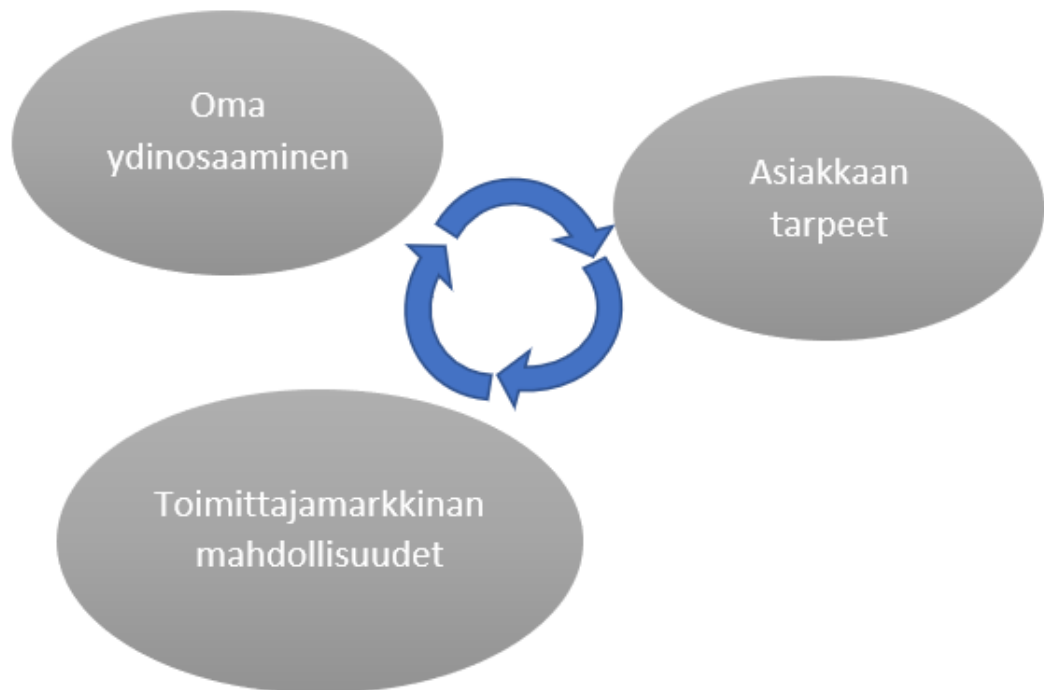 Oma
ydinosaaminen
Asiakkaan
tarpeet
Toimittajamarkkinan
mahdollisuudet